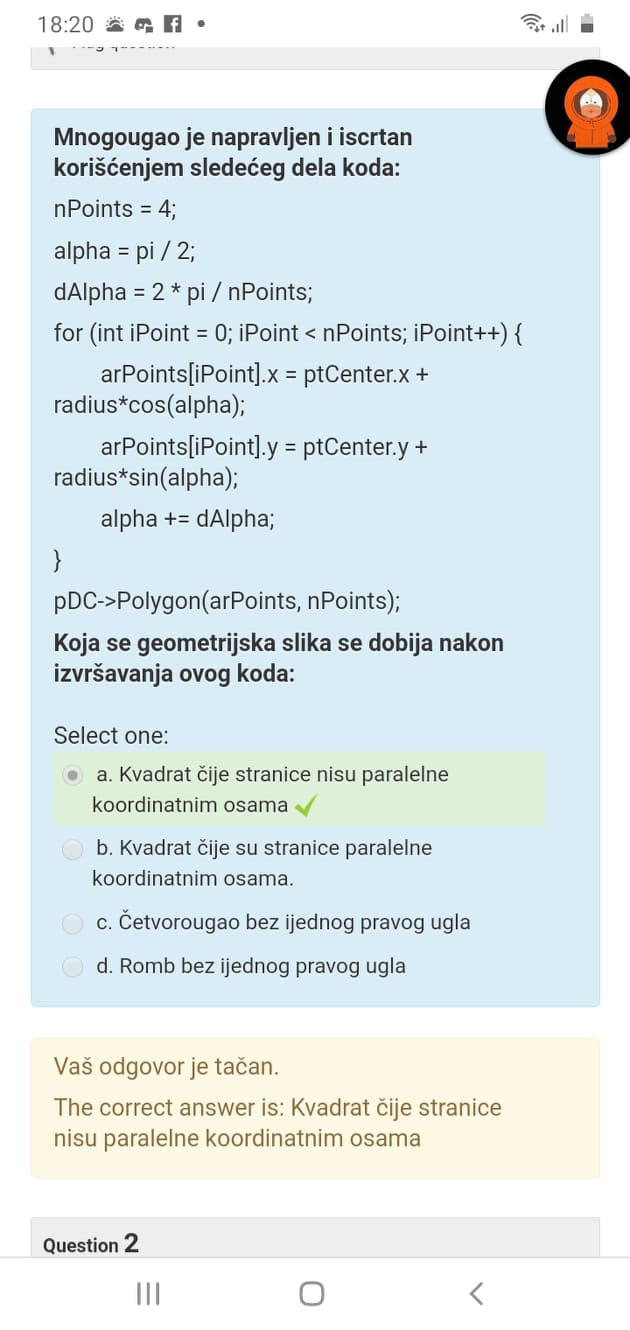 18:20
Mnogougao je napravljen i iscrtan
korišćenjem sledećeg dela koda:
nPoints = 4;
alpha = pi / 2;
dAlpha = 2 * pi / nPoints;
for (int iPoint = 0; iPoint < nPoints; iPoint++) {
arPoints[iPoint].x = ptCenter.x +
radius*cos(alpha);
arPoints[iPoint].y = ptCenter.y +
radius*sin(alpha);
alpha += dAlpha;
}
pDC->Polygon(arPoints, nPoints);
Koja se geometrijska slika se dobija nakon
izvršavanja ovog koda:
Select one:
a. Kvadrat čije stranice nisu paralelne
koordinatnim osama
b. Kvadrat čije su stranice paralelne
koordinatnim osama.
c. Četvorougao bez ijednog pravog ugla
d. Romb bez ijednog pravog ugla
Vaš odgovor je tačan.
The correct answer is: Kvadrat čije stranice
nisu paralelne koordinatnim osama
Question 2